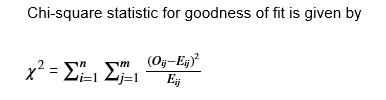 Chi-square statistic for goodness of fit is given by
χ² = Σⁿᵢ₌₁ Σᵐⱼ₌₁ (Oᵢⱼ−Eᵢⱼ)² / Eᵢⱼ